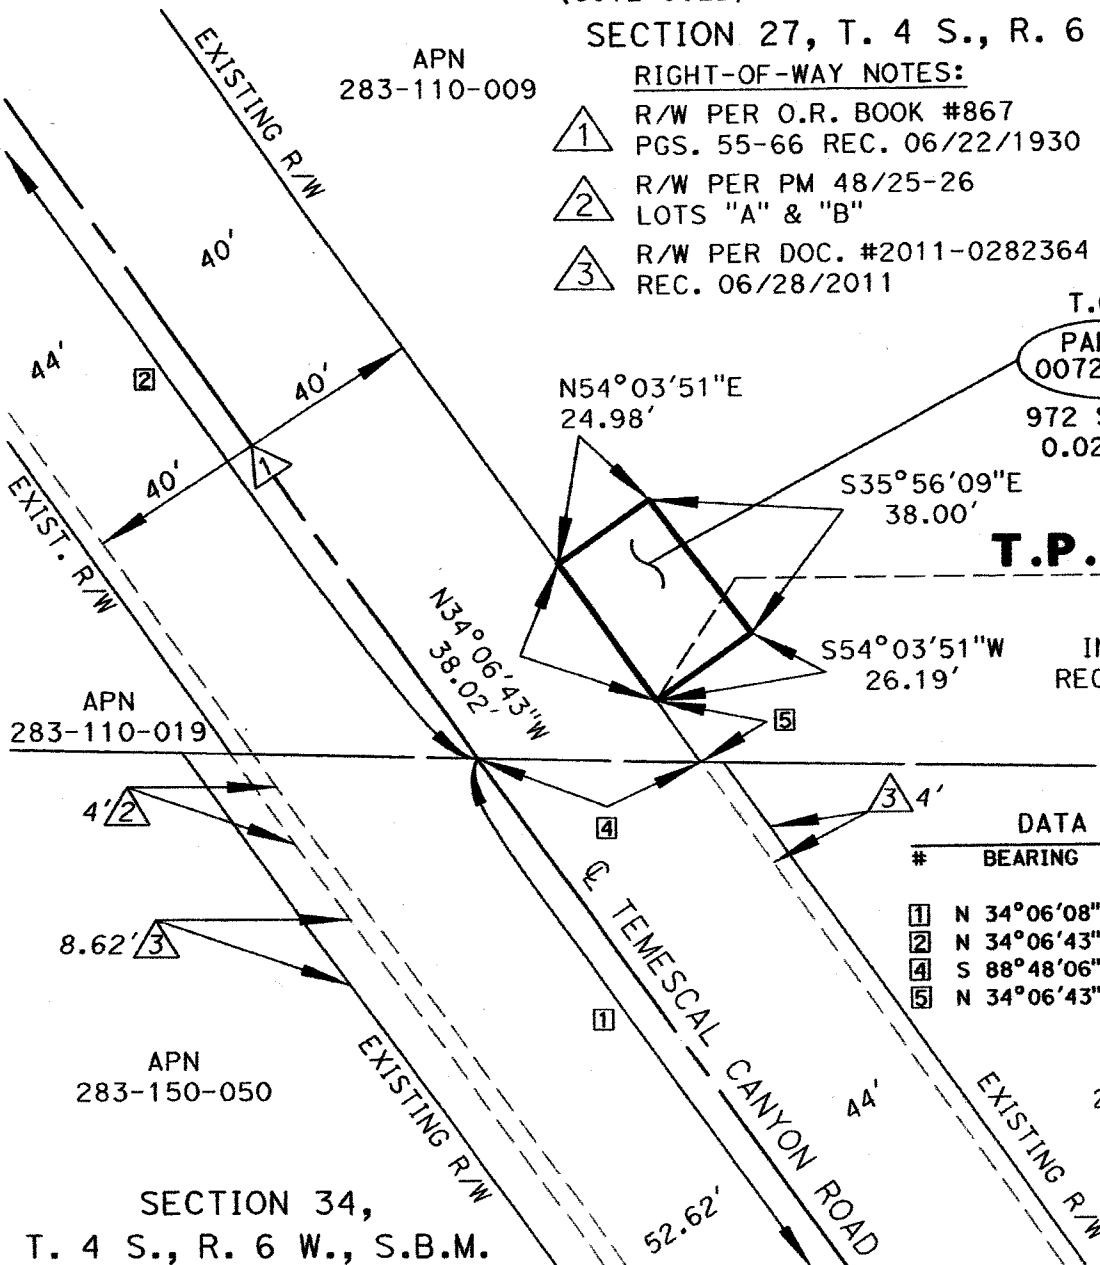 SECTION 27, T. 4 S., R. 6
RIGHT-OF-WAY NOTES:
1 R/W PER O.R. BOOK #867
PGS. 55-66 REC. 06/22/1930
2 R/W PER PM 48/25-26
LOTS "A" & "B"
3 R/W PER DOC. #2011-0282364
REC. 06/28/2011
APN
283-110-009
EXISTING R/W
40'
44'
2
40'
40'
1
EXIST. R/W
N54°03'51"E
24.98'
0072
972
0.02
S35°56'09"E
38.00'
T.P.
N34°06'43"W
38.02'
S54°03'51"W
26.19'
REC
APN
283-110-019
5
4' 2
4
3 4'
8.62' 3
DATA
# BEARING
1 N 34°06'08"
2 N 34°06'43"
4 S 88°48'06"
5 N 34°06'43"
℄ TEMESCAL CANYON ROAD
1
APN
283-150-050
EXISTING R/W
44'
EXISTING R/W
52.62'
SECTION 34,
T. 4 S., R. 6 W., S.B.M.